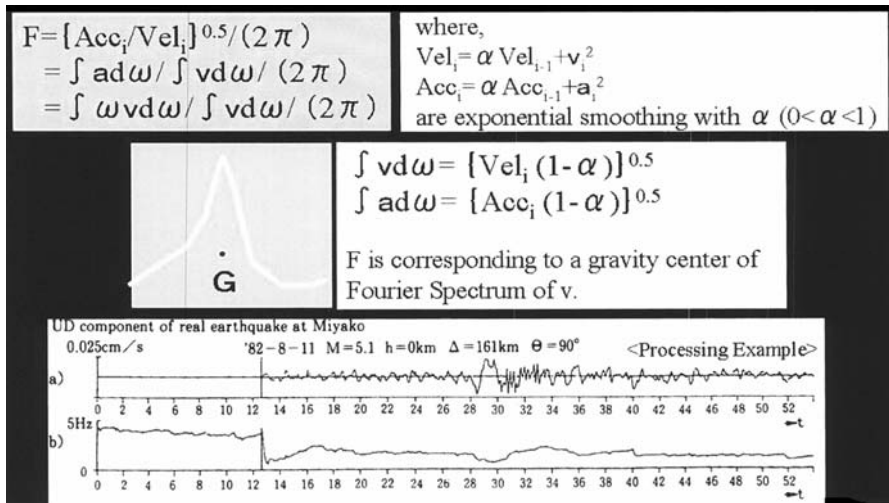 F={Acc_i/Vel_i}^0.5/(2π)
=∫adω/∫vdω/(2π)
=∫ωvdω/∫vdω/(2π)
where,
Vel_i=α Vel_i-1+v_i^2
Acc_i=α Acc_i-1+a_i^2
are exponential smoothing with α (0<α<1)
∫vdω= {Vel_i (1-α)}^0.5
∫adω= {Acc_i (1-α)}^0.5
G
F is corresponding to a gravity center of
Fourier Spectrum of v.
UD component of real earthquake at Miyako
0.025cm/s '82-8-11 M=5.1 h=0km Δ=161km Θ=90° <Processing Example>
a)
0 2 4 6 8 10 12 14 16 18 20 22 24 26 28 30 32 34 36 38 40 42 44 46 48 50 52
t
5Hz
b)
0
0 2 4 6 8 10 12 14 16 18 20 22 24 26 28 30 32 34 36 38 40 42 44 46 48 50 52
t